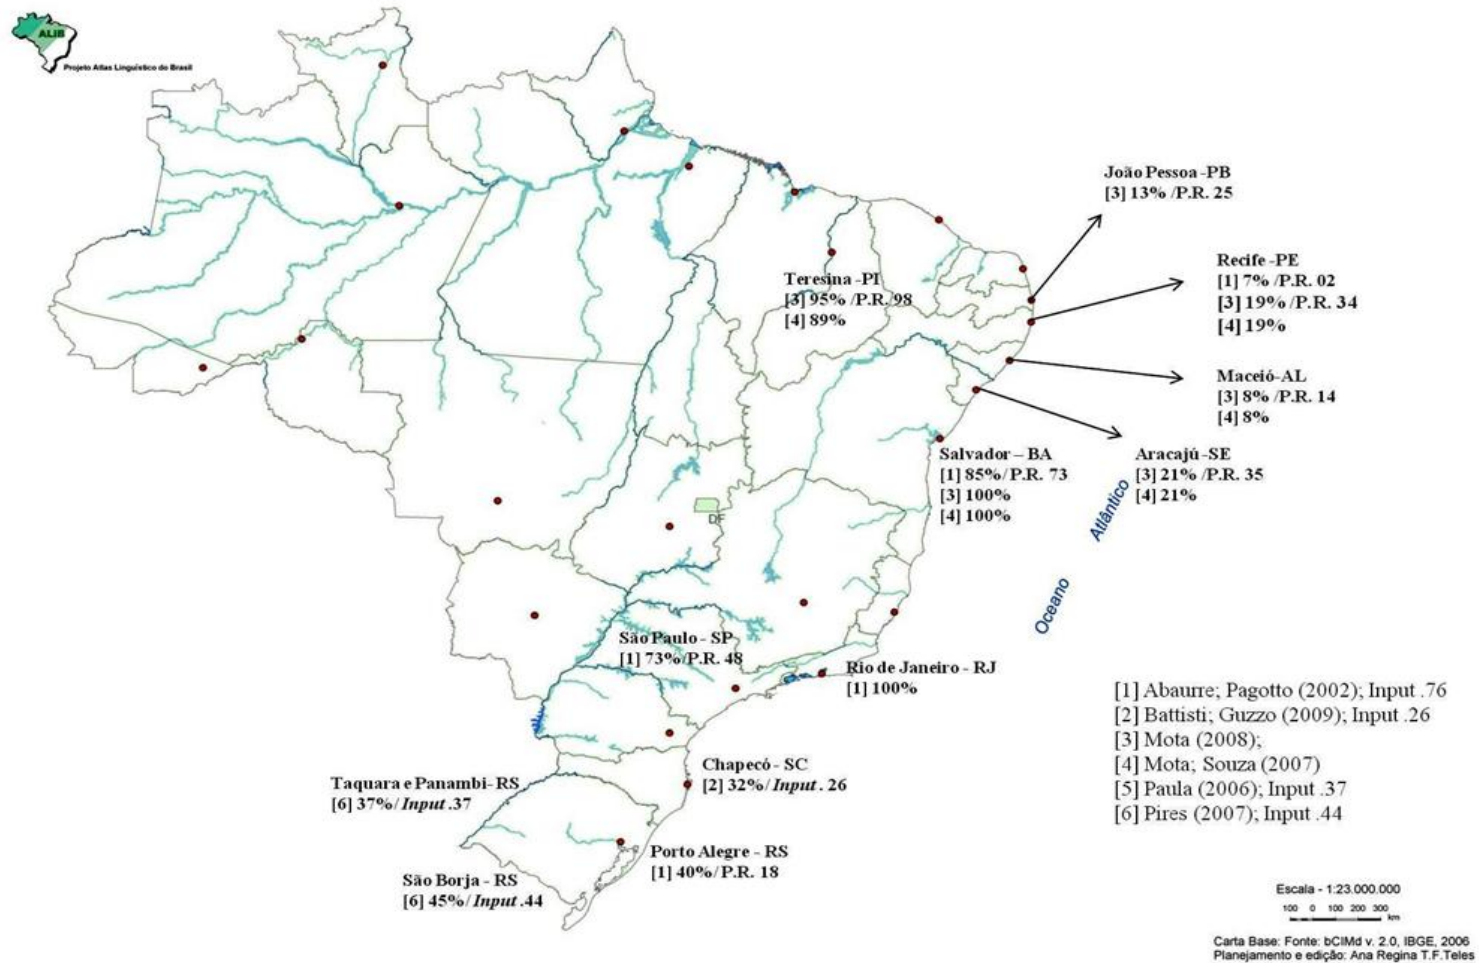 ALiB
Projeto Atlas Linguístico do Brasil
João Pessoa -PB
[3] 13% /P.R. 25
Recife -PE
[1] 7% /P.R. 02
[3] 19% /P.R. 34
[4] 19%
Teresina -PI
[3] 95% /P.R. 98
[4] 89%
Maceió-AL
[3] 8% /P.R. 14
[4] 8%
Salvador – BA
[1] 85%/P.R. 73
[3] 100%
[4] 100%
Aracajú-SE
[3] 21% /P.R. 35
[4] 21%
Oceano Atlântico
DF
São Paulo - SP
[1] 73%/P.R. 48
Rio de Janeiro - RJ
[1] 100%
Chapecó - SC
[2] 32%/Input . 26
Taquara e Panambi- RS
[6] 37%/Input .37
Porto Alegre - RS
[1] 40%/P.R. 18
São Borja - RS
[6] 45%/Input .44
[1] Abaurre; Pagotto (2002); Input .76
[2] Battisti; Guzzo (2009); Input .26
[3] Mota (2008);
[4] Mota; Souza (2007)
[5] Paula (2006); Input .37
[6] Pires (2007); Input .44
Escala - 1:23.000.000
100 0 100 200 300
km
Carta Base: Fonte: bCIMd v. 2.0, IBGE, 2006
Planejamento e edição: Ana Regina T.F.Teles